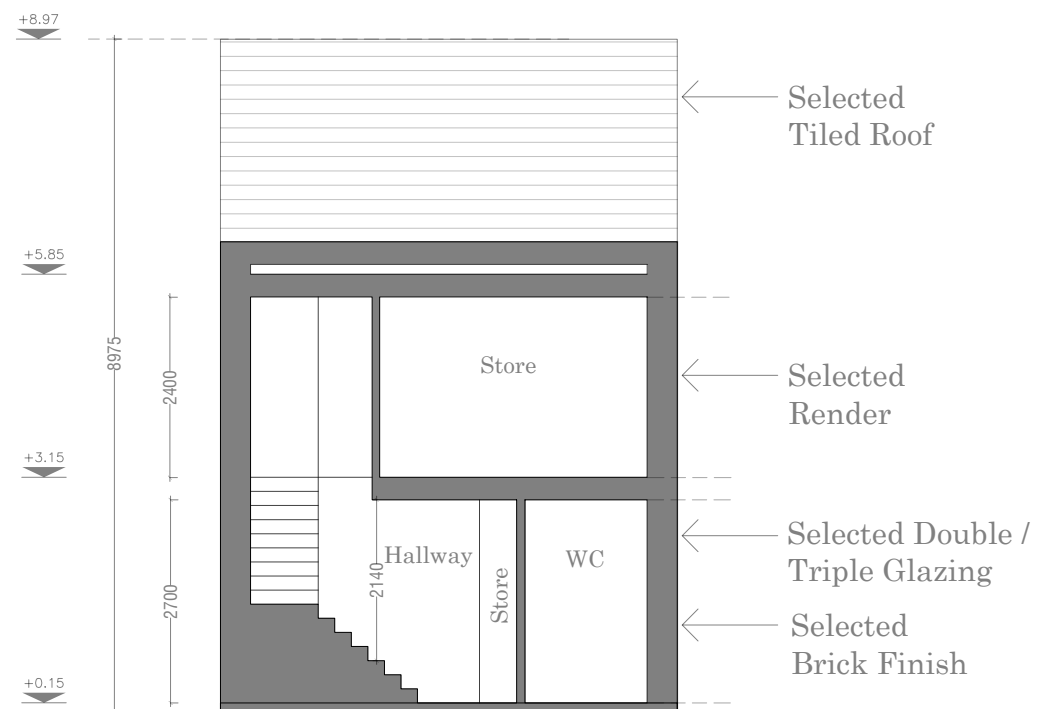 +8.97
Selected
Tiled Roof
+5.85
8975
2400
Store
Selected
Render
+3.15
Selected Double /
Triple Glazing
Hallway
WC
2140
Store
2700
Selected
Brick Finish
+0.15